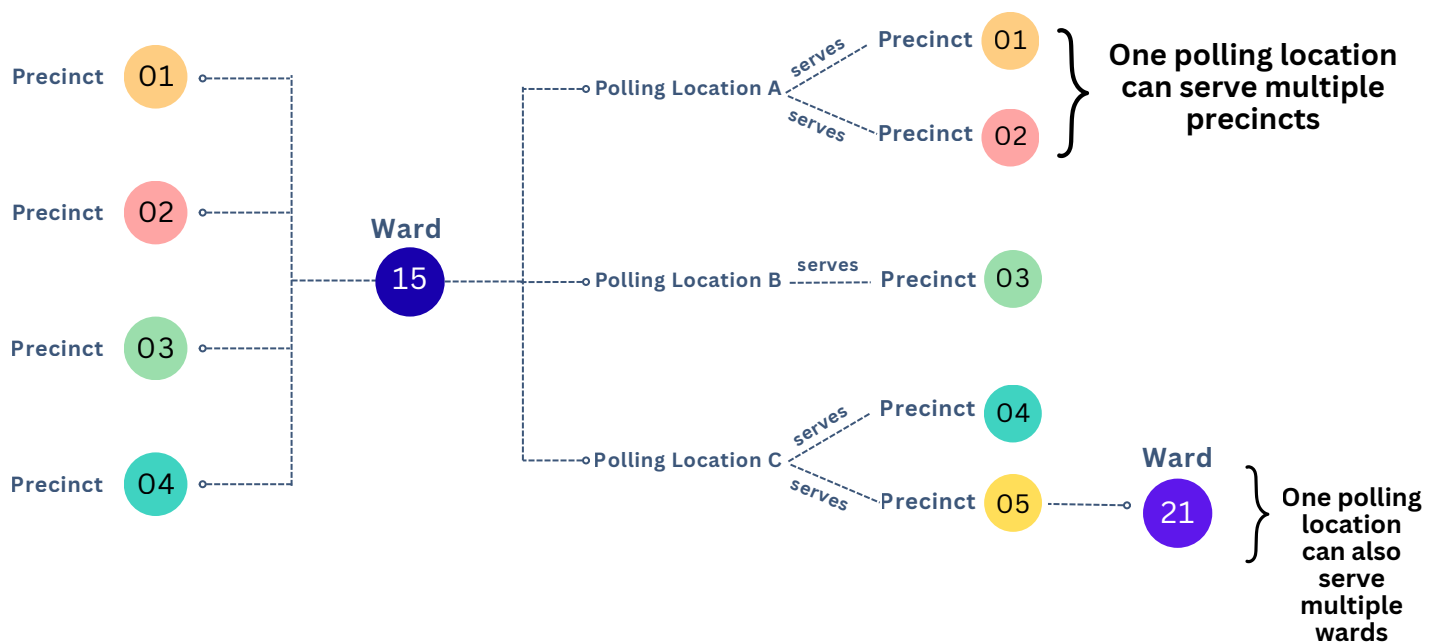 Precinct 01
Precinct 02
Precinct 03
Precinct 04
Ward
15
Polling Location A
serves
Precinct 01
serves
Precinct 02
One polling location
can serve multiple
precincts
Polling Location B
serves
Precinct 03
Polling Location C
serves
Precinct 04
serves
Precinct 05
Ward
21
One polling
location
can also
serve
multiple
wards